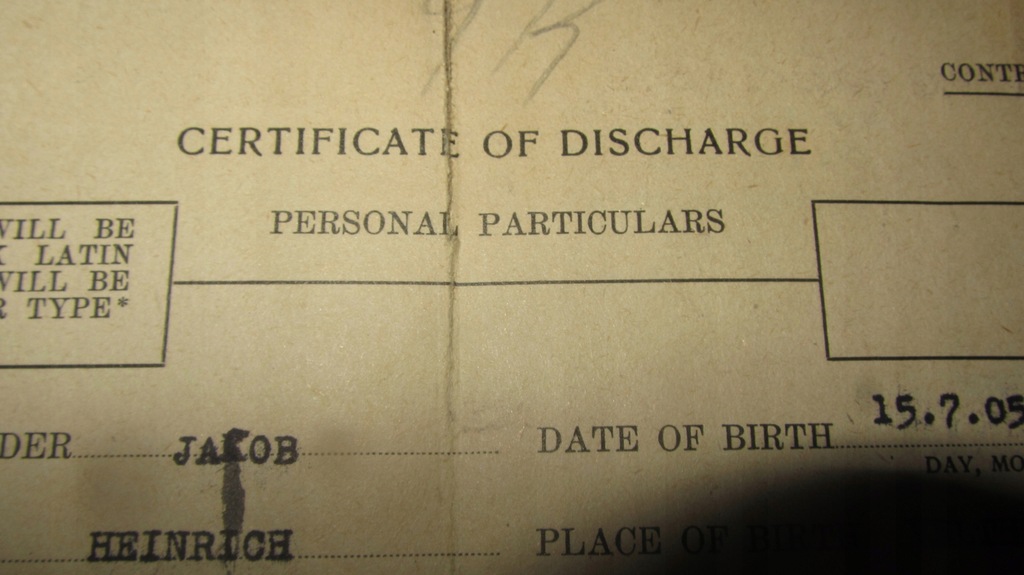 CONTR
CERTIFICATE OF DISCHARGE
PERSONAL PARTICULARS
WILL BE
K LATIN
WILL BE
R TYPE*
DER JAKOB
DATE OF BIRTH 15.7.05
DAY, MO
HEINRICH
PLACE OF BIRTH